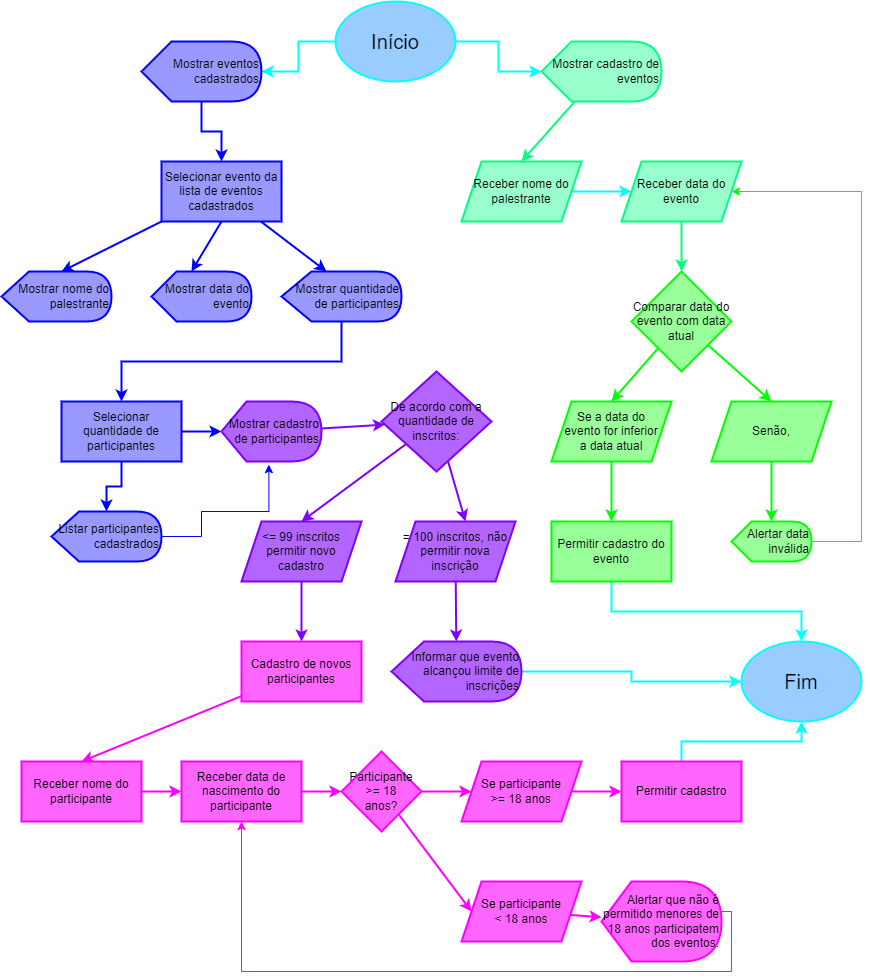 Início
Mostrar eventos
cadastrados
Mostrar cadastro de
eventos
Selecionar evento da
lista de eventos
cadastrados
Receber nome do
palestrante
Receber data do
evento
Mostrar nome do
palestrante
Mostrar data do
evento
Mostrar quantidade
de participantes
Comparar data do
evento com data
atual
Selecionar
quantidade de
participantes
Mostrar cadastro
de participantes
De acordo com a
quantidade de
inscritos:
Se a data do
evento for inferior
a data atual
Senão,
Listar participantes
cadastrados
<= 99 inscritos
permitir novo
cadastro
= 100 inscritos, não
permitir nova
inscrição
Permitir cadastro do
evento
Alertar data
inválida
Cadastro de novos
participantes
Informar que evento
alcançou limite de
inscrições
Fim
Receber nome do
participante
Receber data de
nascimento do
participante
Participante
>= 18
anos?
Se participante
>= 18 anos
Permitir cadastro
Se participante
< 18 anos
Alertar que não é
permitido menores de
18 anos participatem
dos eventos.